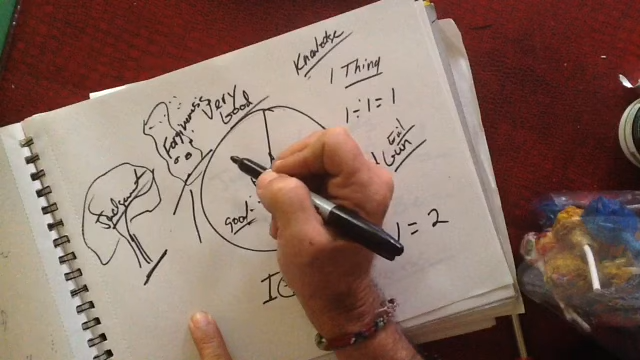 Knowledge
1 Thing
1÷1=1
Very
Good
Forgiveness
Judgement
Evil
Good
= 2